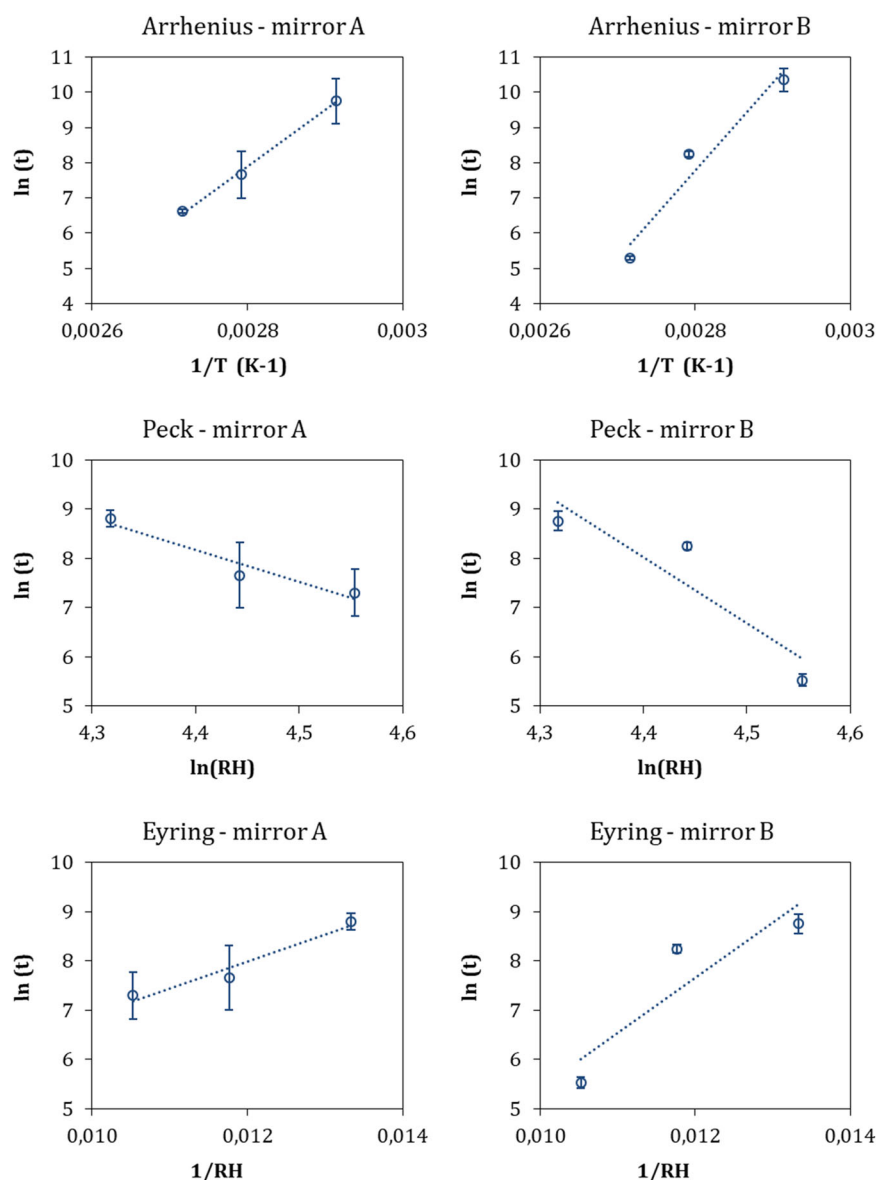 Arrhenius - mirror A
11
10
9
8
7
6
5
4
ln (t)
0,0026 0,0028 0,003
1/T (K-1)
Arrhenius - mirror B
11
10
9
8
7
6
5
4
ln (t)
0,0026 0,0028 0,003
1/T (K-1)
Peck - mirror A
10
9
8
7
6
5
ln (t)
4,3 4,4 4,5 4,6
ln(RH)
Peck - mirror B
10
9
8
7
6
5
ln (t)
4,3 4,4 4,5 4,6
ln(RH)
Eyring - mirror A
10
9
8
7
6
5
ln (t)
0,010 0,012 0,014
1/RH
Eyring - mirror B
10
9
8
7
6
5
ln (t)
0,010 0,012 0,014
1/RH